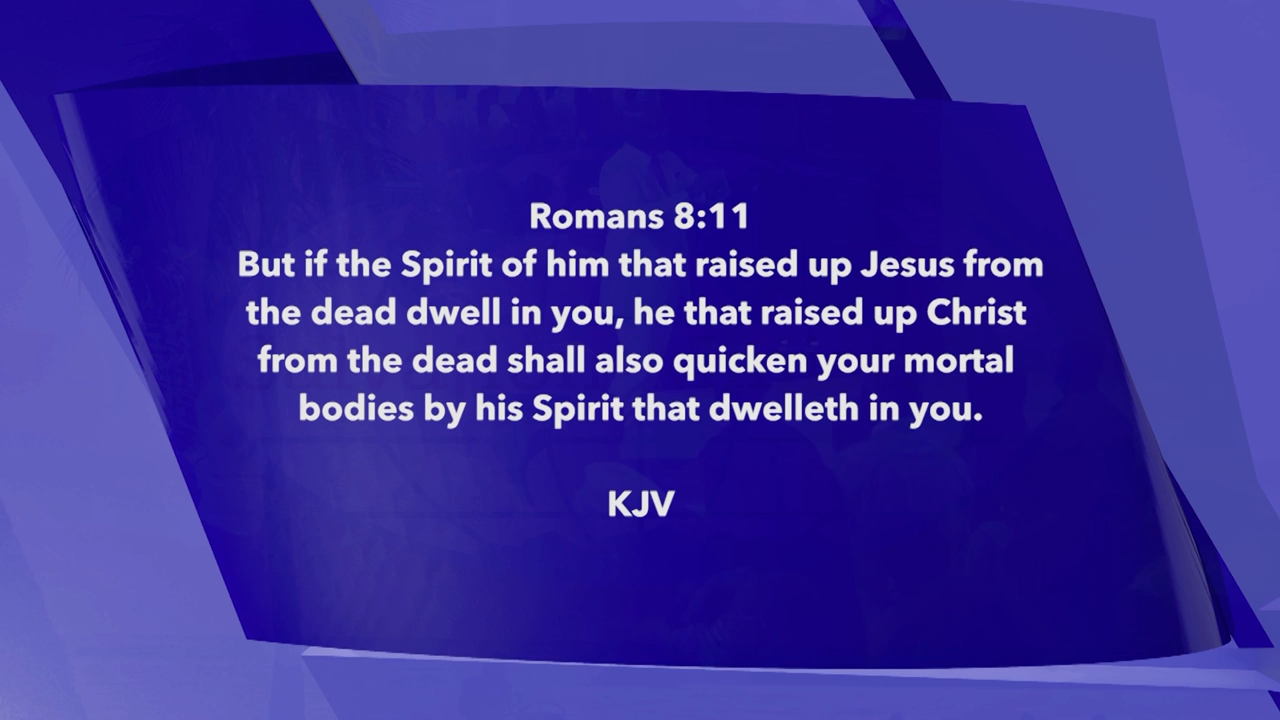 Romans 8:11
But if the Spirit of him that raised up Jesus from
the dead dwell in you, he that raised up Christ
from the dead shall also quicken your mortal
bodies by his Spirit that dwelleth in you.
KJV